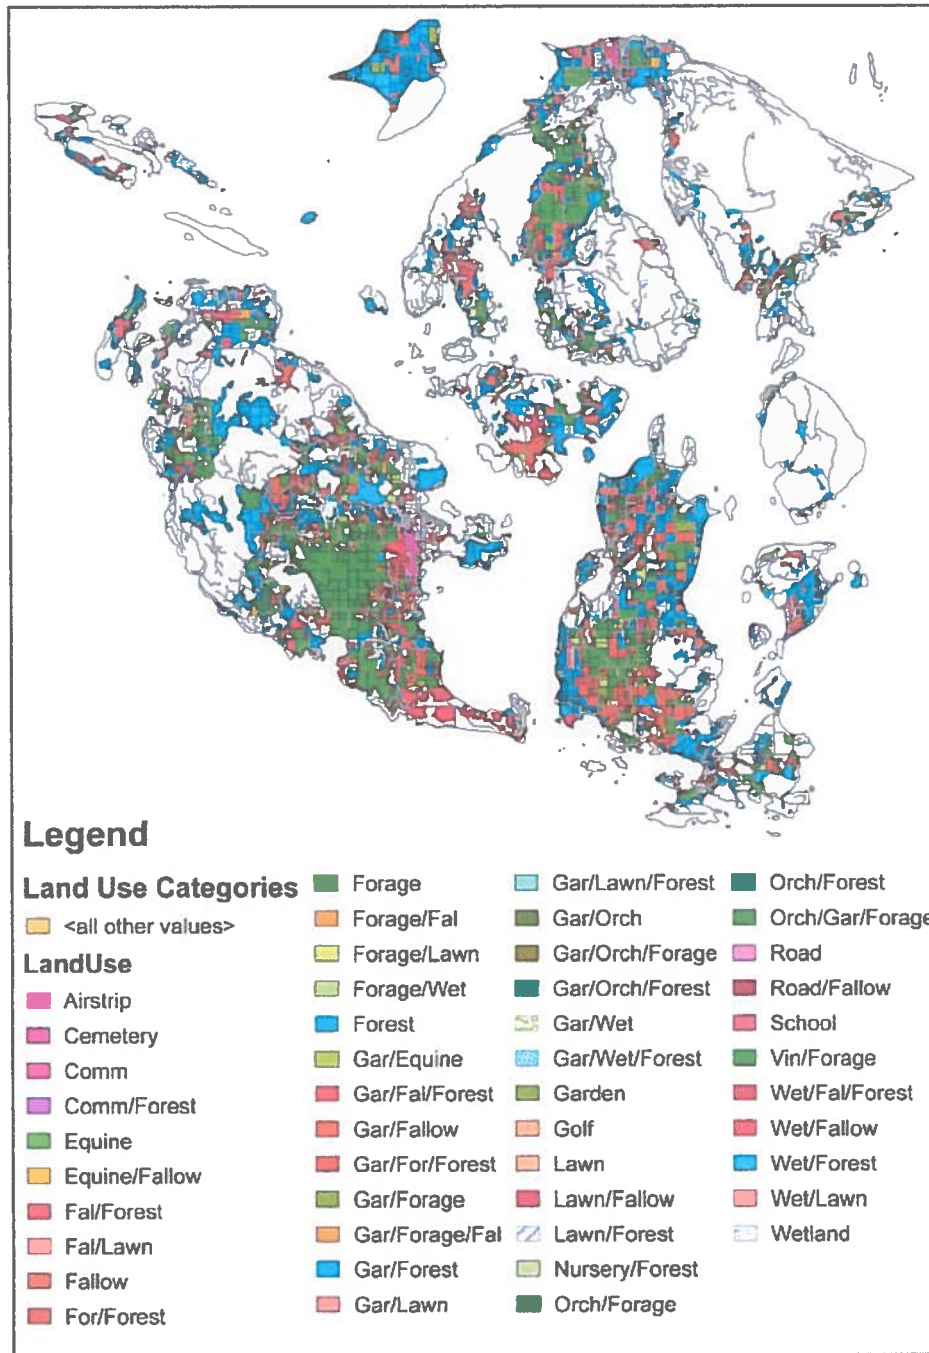 Legend
Land Use Categories
<all other values>
LandUse
Airstrip
Cemetery
Comm
Comm/Forest
Equine
Equine/Fallow
Fal/Forest
Fal/Lawn
Fallow
For/Forest
Forage
Forage/Fal
Forage/Lawn
Forage/Wet
Forest
Gar/Equine
Gar/Fal/Forest
Gar/Fallow
Gar/For/Forest
Gar/Forage
Gar/Forage/Fal
Gar/Forest
Gar/Lawn
Gar/Lawn/Forest
Gar/Orch
Gar/Orch/Forage
Gar/Orch/Forest
Gar/Wet
Gar/Wet/Forest
Garden
Golf
Lawn
Lawn/Fallow
Lawn/Forest
Nursery/Forest
Orch/Forage
Orch/Forest
Orch/Gar/Forage
Road
Road/Fallow
School
Vin/Forage
Wet/Fal/Forest
Wet/Fallow
Wet/Forest
Wet/Lawn
Wetland